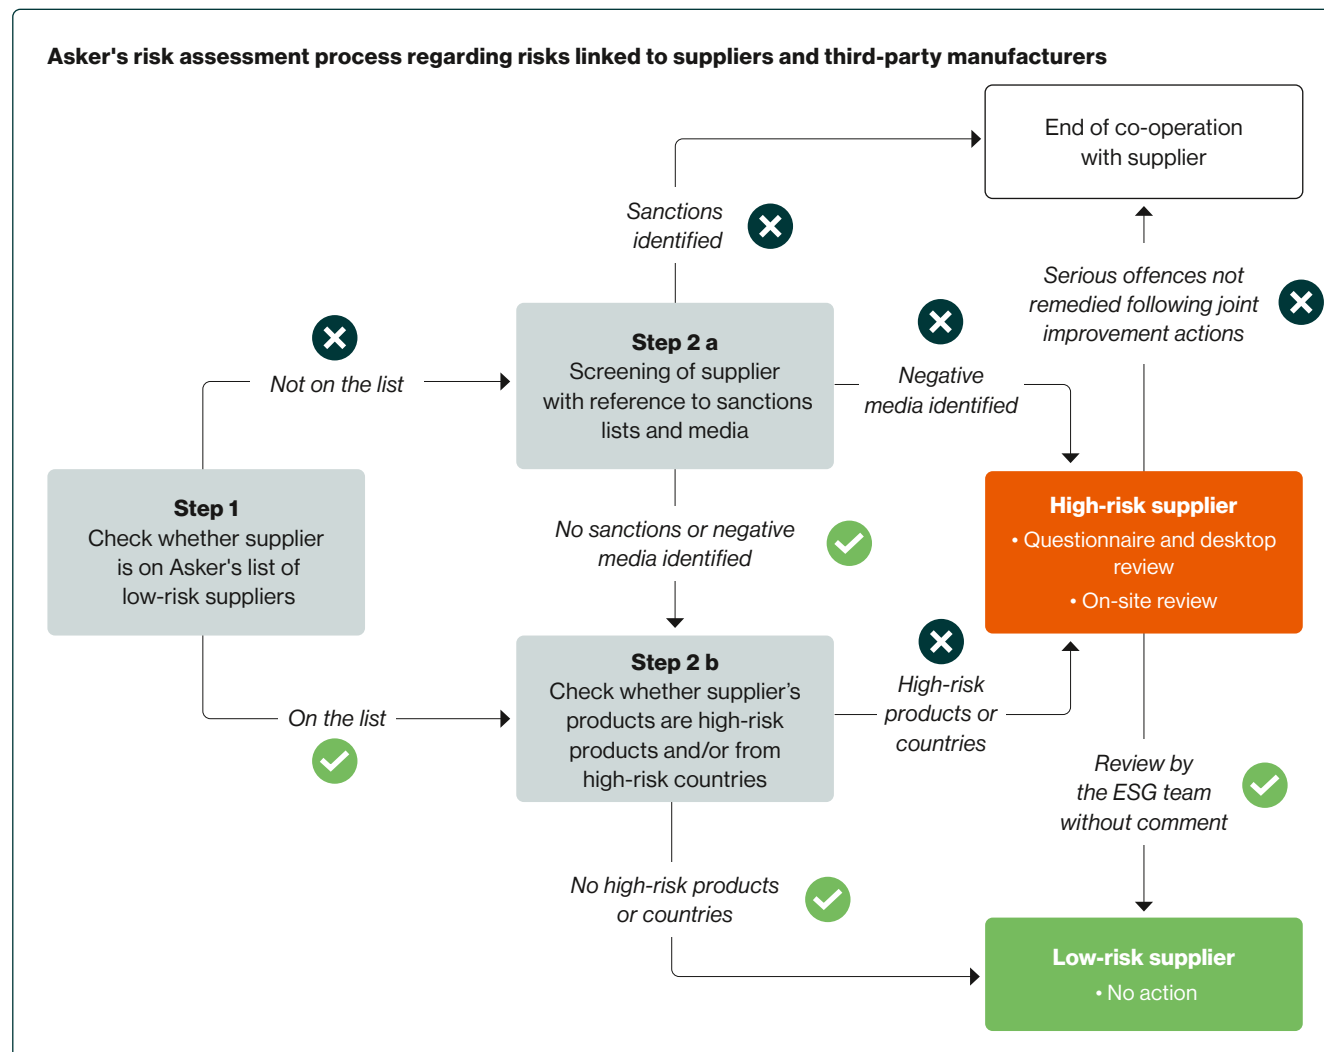 Asker's risk assessment process regarding risks linked to suppliers and third-party manufacturers
End of co-operation
with supplier
Sanctions
identified
Serious offences not
remedied following joint
improvement actions
Not on the list
Step 2 a
Screening of supplier
with reference to sanctions
lists and media
Negative
media identified
Step 1
Check whether supplier
is on Asker's list of
low-risk suppliers
No sanctions or negative
media identified
High-risk supplier
• Questionnaire and desktop
review
• On-site review
On the list
Step 2 b
Check whether supplier’s
products are high-risk
products and/or from
high-risk countries
High-risk
products or
countries
Review by
the ESG team
without comment
No high-risk products
or countries
Low-risk supplier
• No action